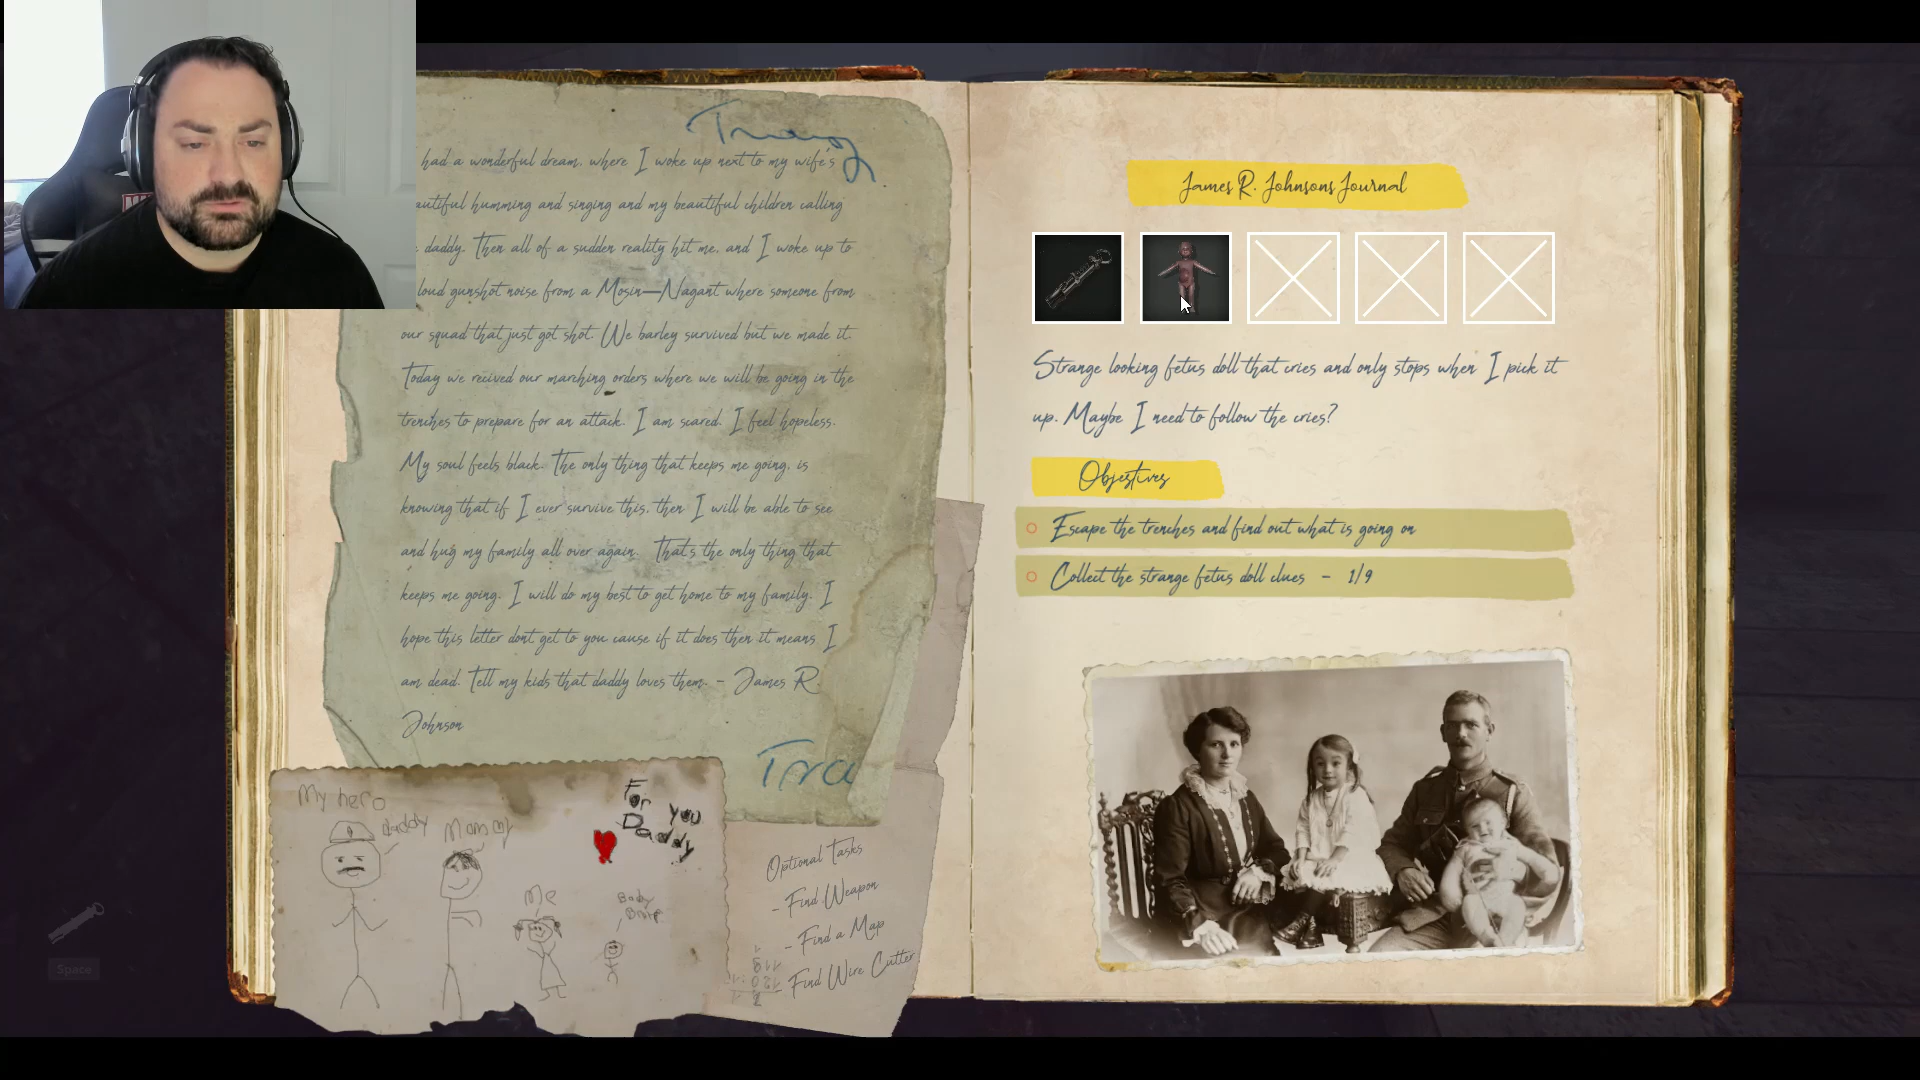 had a wonderful dream, where I woke up next to my wife's
autiful humming and singing and my beautiful children calling
daddy. Then all of a sudden reality hit me, and I woke up to
loud gunshot noise from a Mosin–Nagant where someone from
our squad that just got shot. We barley survived but we made it.
Today we recived our marching orders where we will be going in the
trenches to prepare for an attack. I am scared. I feel hopeless.
My soul feels black. The only thing that keeps me going, is
knowing that if I ever survive this, then I will be able to see
and hug my family all over again. That's the only thing that
keeps me going. I will do my best to get home to my family. I
hope this letter dont get to you cause if it does then it means I
am dead. Tell my kids that daddy loves them. - James R.
Johnson
Tra
My hero
daddy
Mommy
Me
For you
Daddy
Optional Tasks
- Find Weapon
- Find a Map
- Find Wire Cutter
Space
James R. Johnsons Journal
Strange looking fetus doll that cries and only stops when I pick it
up. Maybe I need to follow the cries?
Objectives
Escape the trenches and find out what is going on
Collect the strange fetus doll clues - 1/9